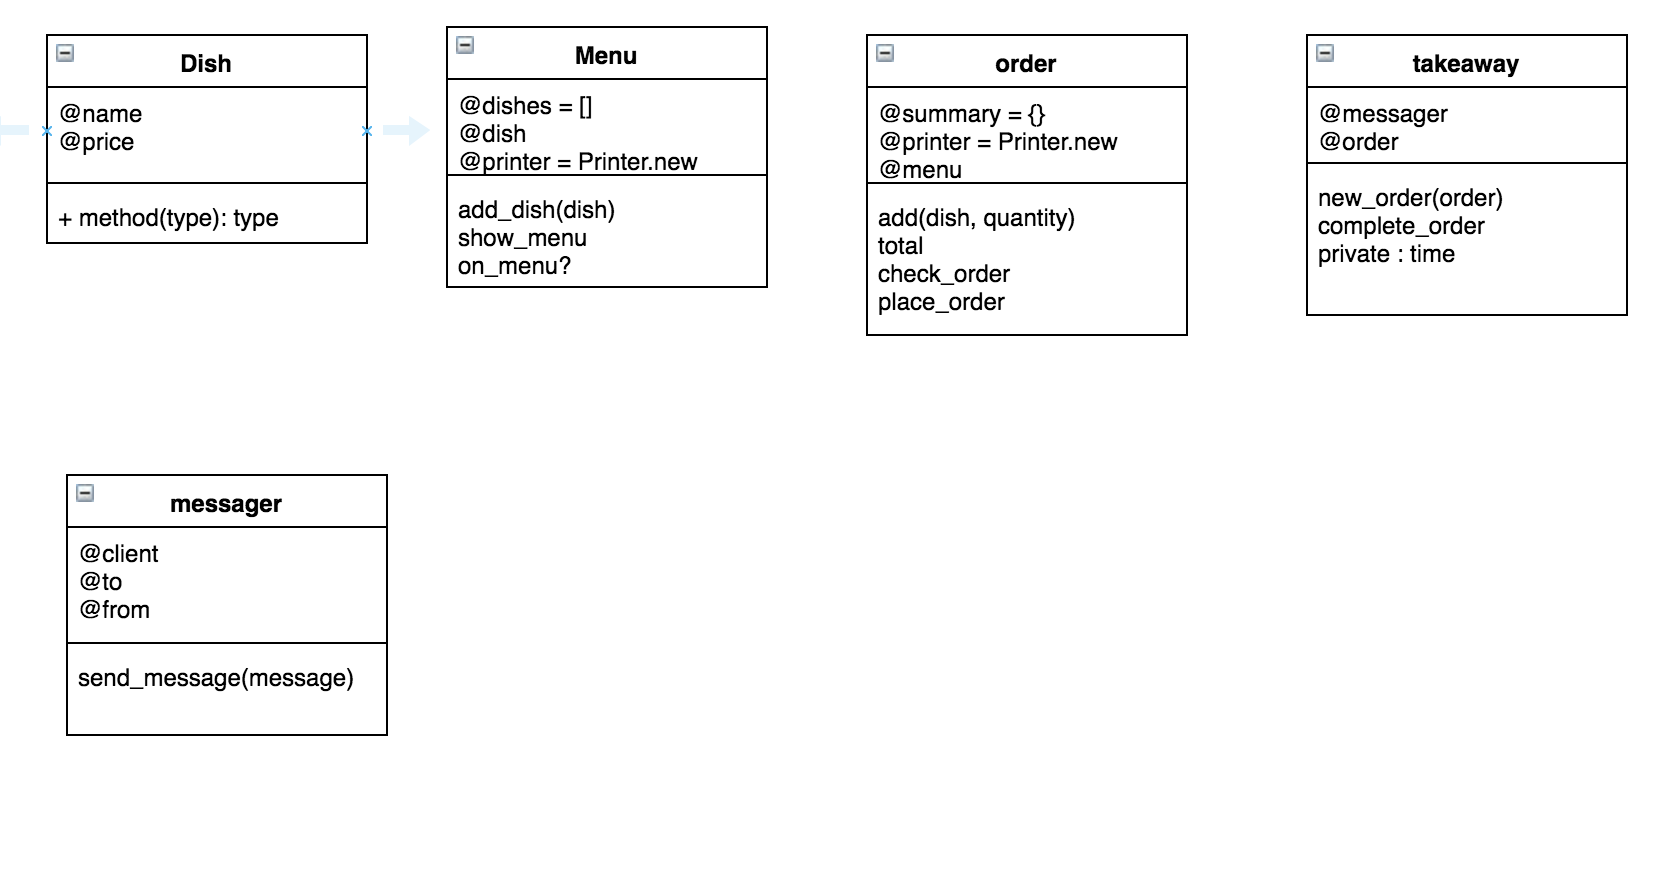 Dish
@name
@price
+ method(type): type
Menu
@dishes = []
@dish
@printer = Printer.new
add_dish(dish)
show_menu
on_menu?
order
@summary = {}
@printer = Printer.new
@menu
add(dish, quantity)
total
check_order
place_order
takeaway
@messager
@order
new_order(order)
complete_order
private : time
messager
@client
@to
@from
send_message(message)